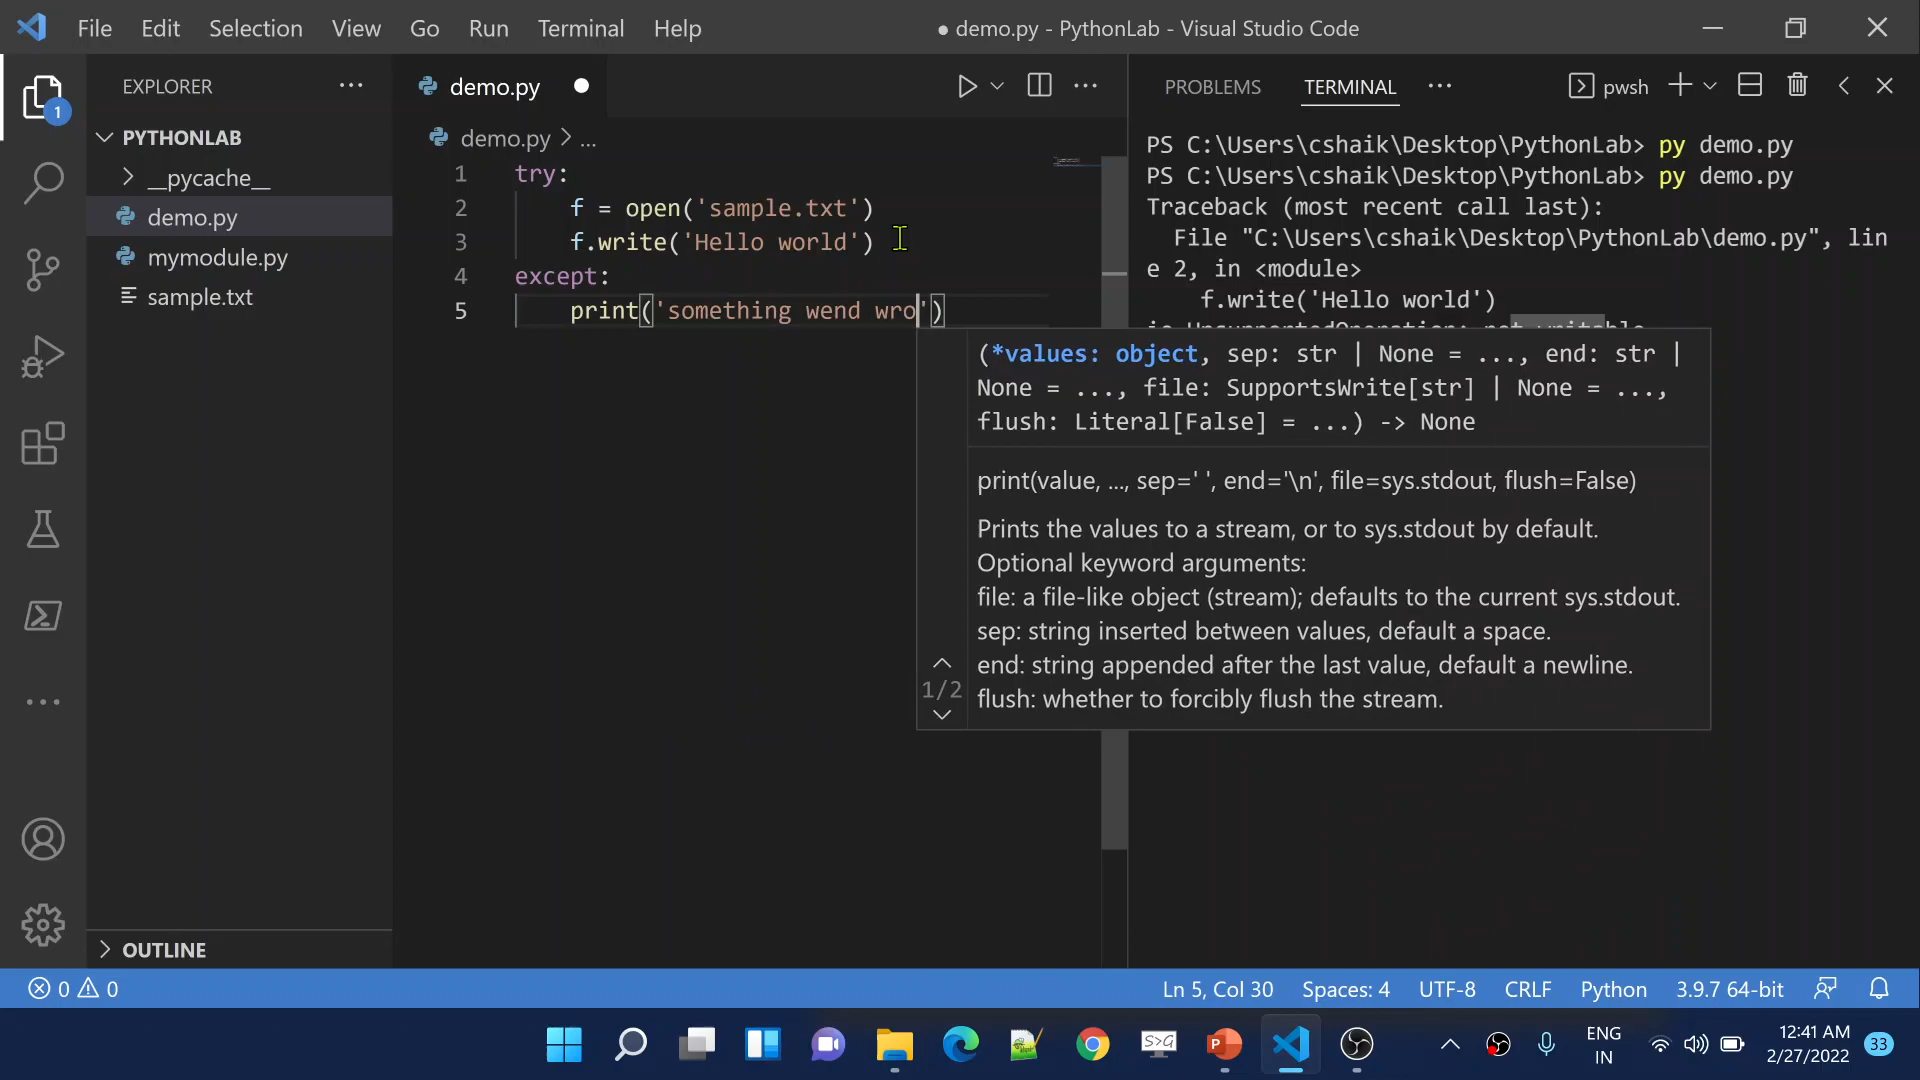 File Edit Selection View Go Run Terminal Help
● demo.py - PythonLab - Visual Studio Code
EXPLORER
demo.py
PROBLEMS TERMINAL
pwsh
1
PYTHONLAB
__pycache__
demo.py
mymodule.py
sample.txt
OUTLINE
demo.py > ...
1 try:
2 f = open('sample.txt')
3 f.write('Hello world')
4 except:
5 print('something wend wro')
PS C:\Users\cshaik\Desktop\PythonLab> py demo.py
PS C:\Users\cshaik\Desktop\PythonLab> py demo.py
Traceback (most recent call last):
File "C:\Users\cshaik\Desktop\PythonLab\demo.py", lin
e 2, in <module>
f.write('Hello world')
io.UnsupportedOperation: not writable
(*values: object, sep: str | None = ..., end: str |
None = ..., file: SupportsWrite[str] | None = ...,
flush: Literal[False] = ...) -> None
print(value, ..., sep=' ', end='\n', file=sys.stdout, flush=False)
Prints the values to a stream, or to sys.stdout by default.
Optional keyword arguments:
file: a file-like object (stream); defaults to the current sys.stdout.
sep: string inserted between values, default a space.
end: string appended after the last value, default a newline.
flush: whether to forcibly flush the stream.
1/2
0 0
Ln 5, Col 30 Spaces: 4 UTF-8 CRLF Python 3.9.7 64-bit
S>G
P
ENG
IN
12:41 AM
2/27/2022
33